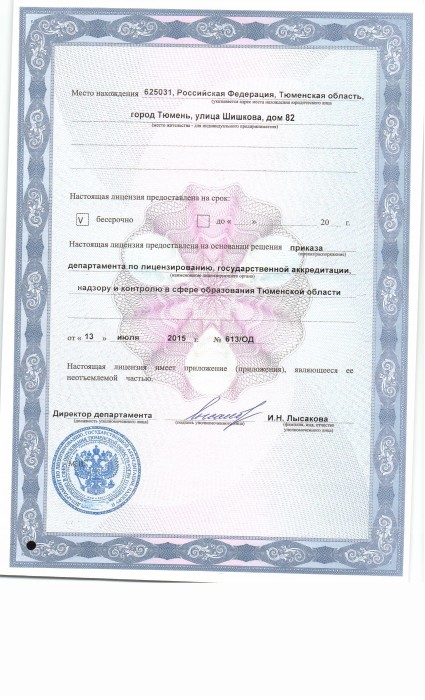 Место нахождения 625031, Российская Федерация, Тюменская область,
(указывается адрес места нахождения юридического лица
город Тюмень, улица Шишкова, дом 82
(место жительства - для индивидуального предпринимателя)
Настоящая лицензия предоставлена на срок:
V бессрочно до « » 20 г.
Настоящая лицензия предоставлена на основании решения приказа
(приказ/распоряжение)
департамента по лицензированию, государственной аккредитации,
(наименование лицензирующего органа)
надзору и контролю в сфере образования Тюменской области
от « 13 » июля 2015 г. № 613/ОД
Настоящая лицензия имеет приложение (приложения), являющееся ее
неотъемлемой частью.
Директор департамента И.Н. Лысакова
(должность уполномоченного лица) (подпись уполномоченного лица) (фамилия, имя, отчество
уполномоченного лица)
М.П.